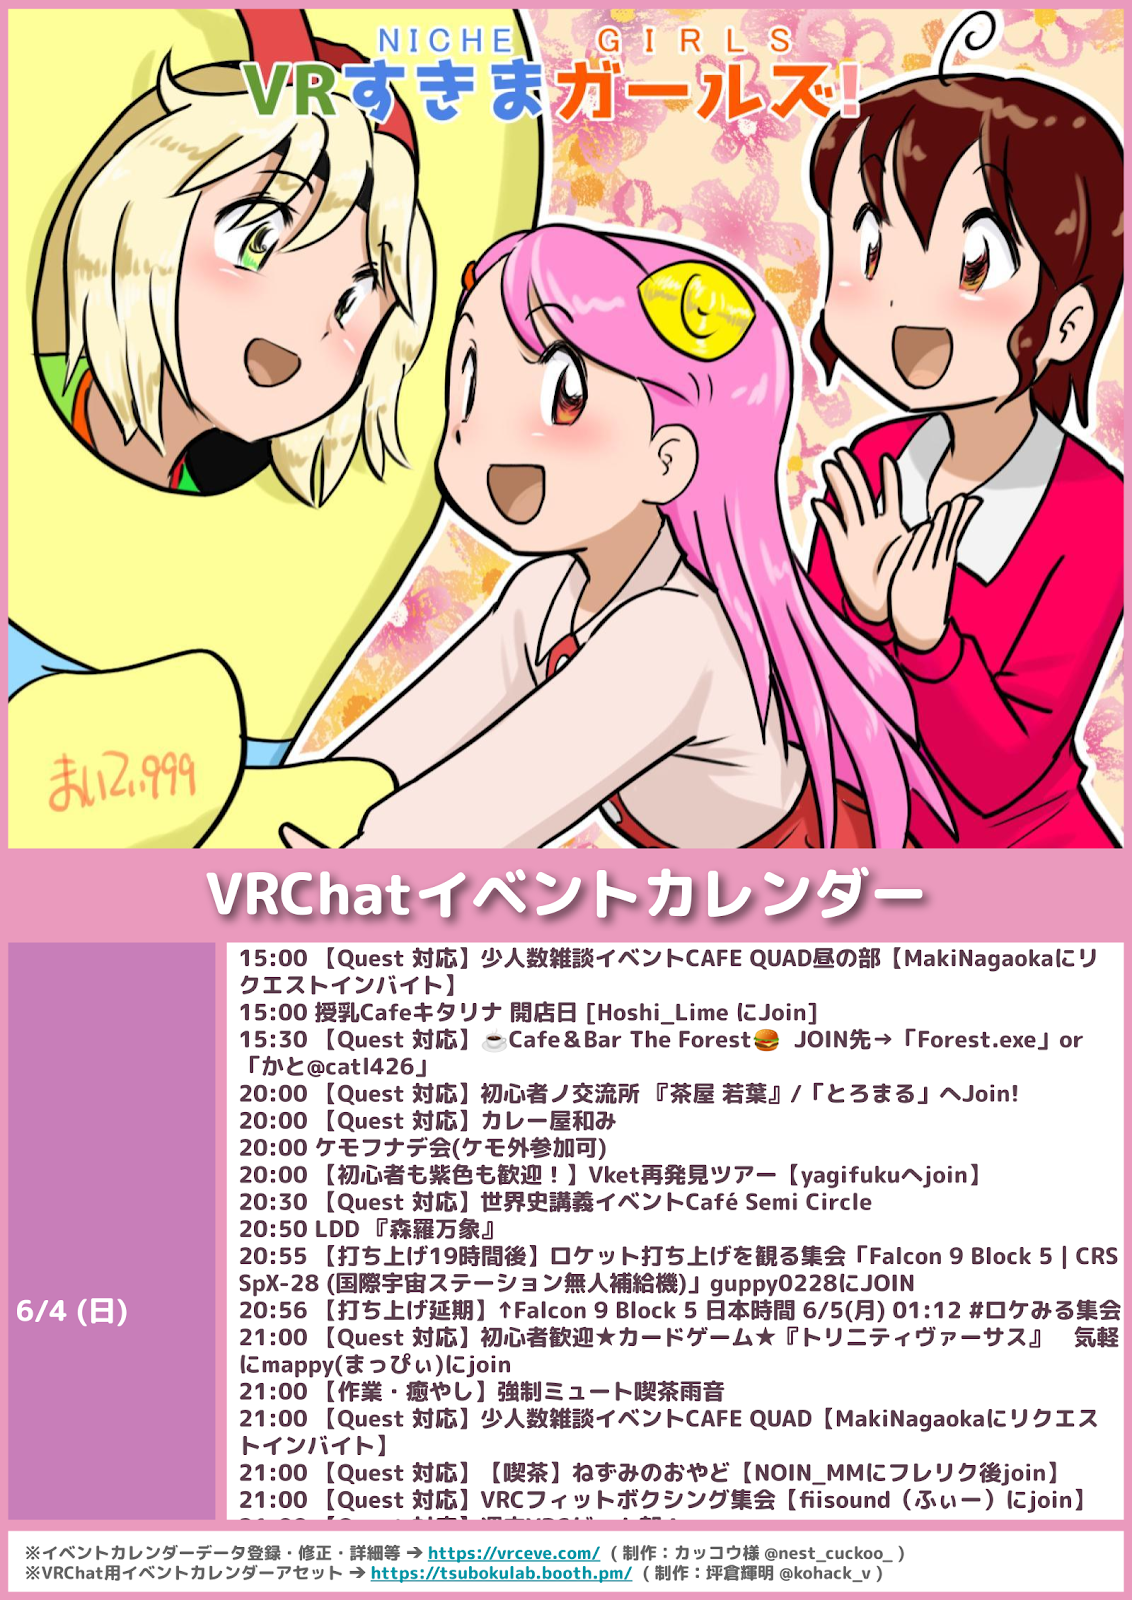 NICHE GIRLS
VRすきまガールズ!
まいてぃ999
VRChatイベントカレンダー
6/4 (日)
15:00 【Quest 対応】少人数雑談イベントCAFE QUAD昼の部【MakiNagaokaにリ
クエストインバイト】
15:00 授乳Cafeキタリナ 開店日 [Hoshi_Lime にJoin]
15:30 【Quest 対応】☕Cafe&Bar The Forest🍔 JOIN先→「Forest.exe」or
「かと@catl426」
20:00 【Quest 対応】初心者ノ交流所 『茶屋 若葉』/「とろまる」へJoin!
20:00 【Quest 対応】カレー屋和み
20:00 ケモフナデ会(ケモ外参加可)
20:00 【初心者も紫色も歓迎！】Vket再発見ツアー【yagifukuへjoin】
20:30 【Quest 対応】世界史講義イベントCafé Semi Circle
20:50 LDD 『森羅万象』
20:55 【打ち上げ19時間後】ロケット打ち上げを観る集会「Falcon 9 Block 5 | CRS
SpX-28 (国際宇宙ステーション無人補給機)」guppy0228にJOIN
20:56 【打ち上げ延期】↑Falcon 9 Block 5 日本時間 6/5(月) 01:12 #ロケみる集会
21:00 【Quest 対応】初心者歓迎★カードゲーム★『トリニティヴァーサス』　気軽
にmappy(まっぴぃ)にjoin
21:00 【作業・癒やし】強制ミュート喫茶雨音
21:00 【Quest 対応】少人数雑談イベントCAFE QUAD【MakiNagaokaにリクエス
トインバイト】
21:00 【Quest 対応】【喫茶】ねずみのおやど【NOIN_MMにフレリク後join】
21:00 【Quest 対応】VRCフィットボクシング集会【fiisound（ふぃー）にjoin】
※イベントカレンダーデータ登録・修正・詳細等 ➔ https://vrceve.com/ ( 制作：カッコウ様 @nest_cuckoo_ )
※VRChat用イベントカレンダーアセット ➔ https://tsubokulab.booth.pm/ ( 制作：坪倉輝明 @kohack_v )